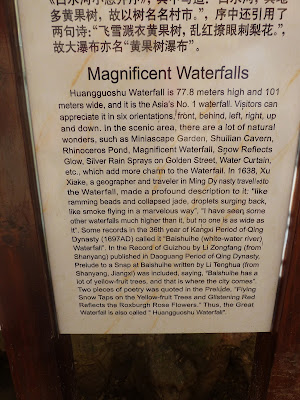 多黄果树，故以树名名村市。”，序中还引用了
两句诗：“飞雪溅衣黄果树，乱红撩眼刺梨花。”，
故大瀑布亦名“黄果树瀑布”。
Magnificent Waterfalls
Huangguoshu Waterfall is 77.8 meters high and 101
meters wide, and it is the Asia's No. 1 waterfall. Visitors can
appreciate it in six orientations, front, behind, left, right, up
and down. In the scenic area, there are a lot of natural
wonders, such as Miniascape Garden, Shuilian Cavern,
Rhinoceros Pond, Magnificent Waterfall, Snow Reflects
Glow, Silver Rain Sprays on Golden Street, Water Curtain,
etc., which add more charm to the Waterfall. In 1638, Xu
Xiake, a geographer and traveler in Ming Dynasty travelled to
the Waterfall, made a profound description to it: "like
ramming beads and collapsed jade, droplets surging back,
like smoke flying in a marvelous way", "I have seen some
other waterfalls much higher than it, but no one is as wide as
it". Some records in the 36th year of Kangxi Period of Qing
Dynasty (1697AD) called it "Baishuihe (white-water river)
Waterfall". In the Record of Guizhou by Li Zongfang (from
Shanyang) published in Daoguang Period of Qing Dynasty,
Prelude to a Snap at Baishuihe written by Li Tenghua (from
Shanyang, Jiangxi) was included, saying, "Baishuihe has a
lot of yellow-fruit trees, and that is where the city comes".
Two pieces of poetry was quoted in the Prelude, "Flying
Snow Taps on the Yellow-fruit Trees and Glistening Red
Reflects the Roxburgh Rose Flowers." Thus, the Great
Waterfall is also called " Huangguoshu Waterfall"